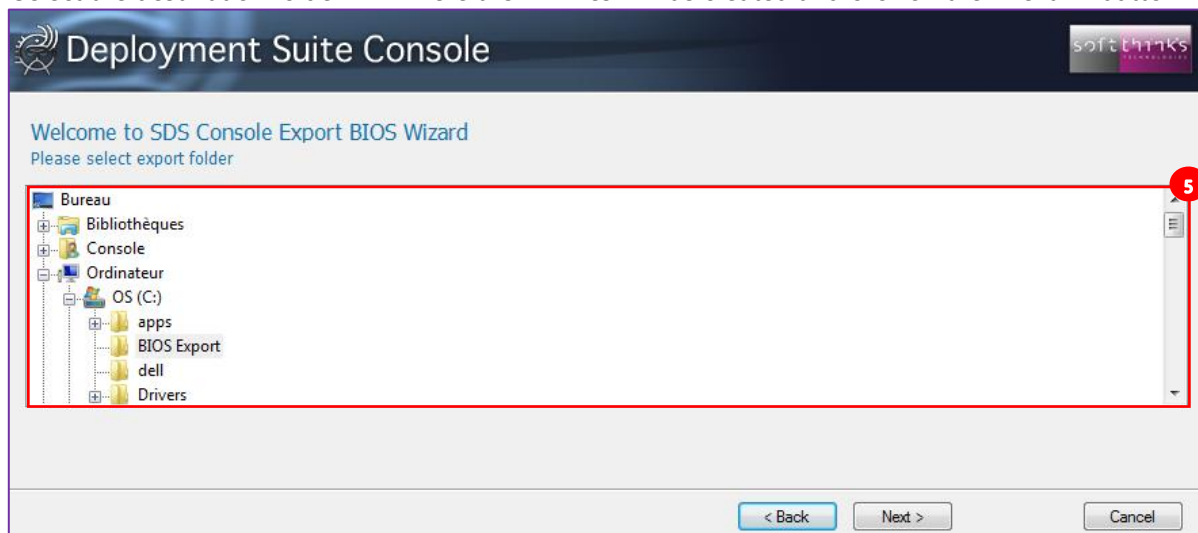 Deployment Suite Console
softthinks
TECHNOLOGIES
Welcome to SDS Console Export BIOS Wizard
Please select export folder
5
Bureau
Bibliothèques
Console
Ordinateur
OS (C:)
apps
BIOS Export
dell
Drivers
< Back Next > Cancel